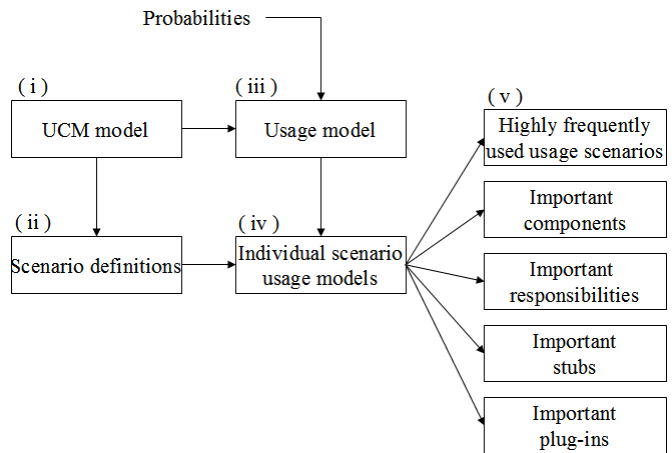 Probabilities
( i )
( iii )
( v )
UCM model
Usage model
Highly frequently
used usage scenarios
Important
components
( ii )
( iv )
Scenario definitions
Individual scenario
usage models
Important
responsibilities
Important
stubs
Important
plug-ins